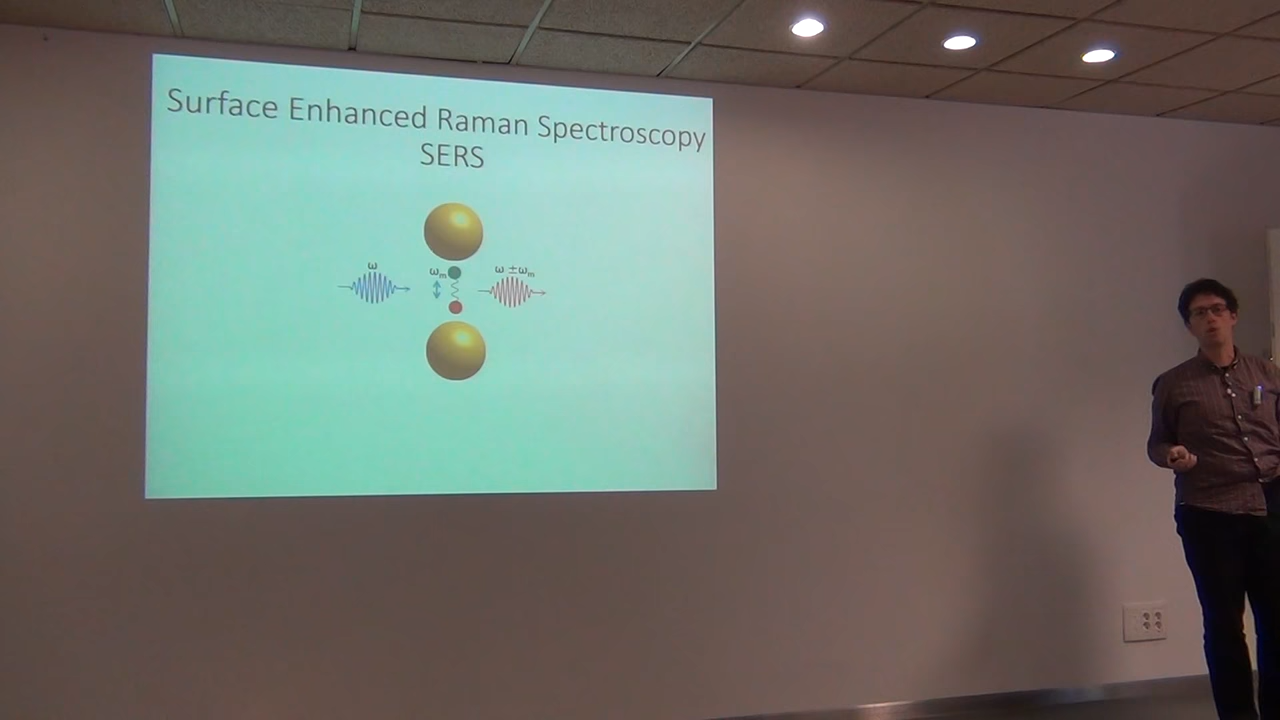 Surface Enhanced Raman Spectroscopy
SERS
ω
ωm
ω ±ωm